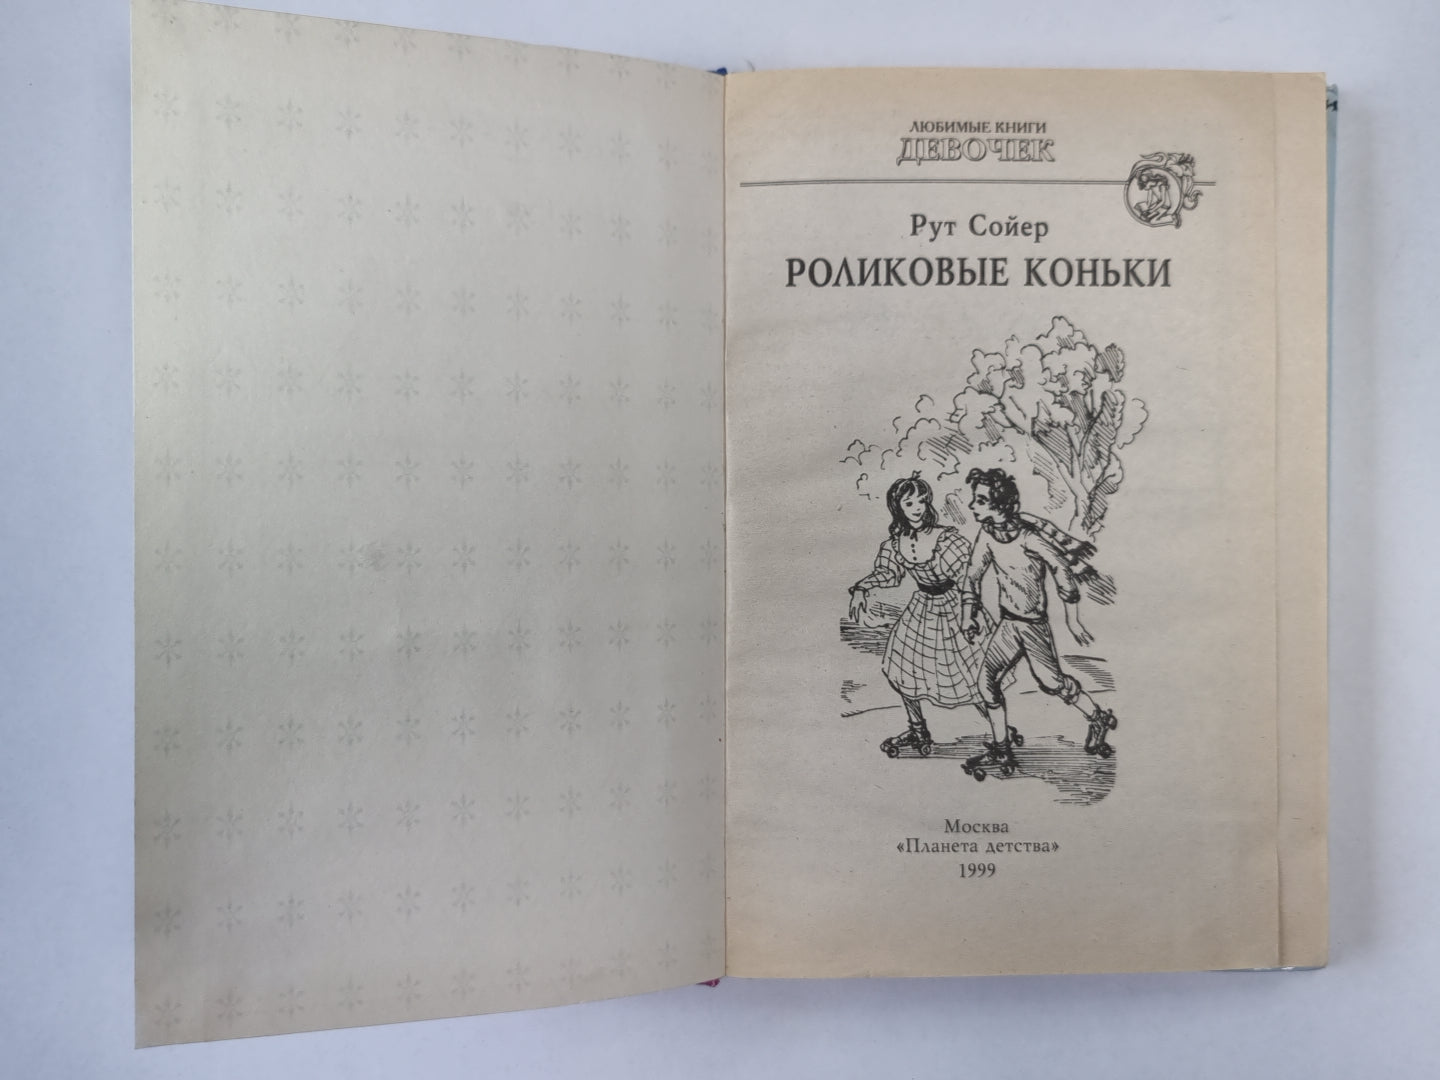 ЛЮБИМЫЕ КНИГИ
ДЕВОЧЕК
Рут Сойер
РОЛИКОВЫЕ КОНЬКИ
Москва
«Планета детства»
1999